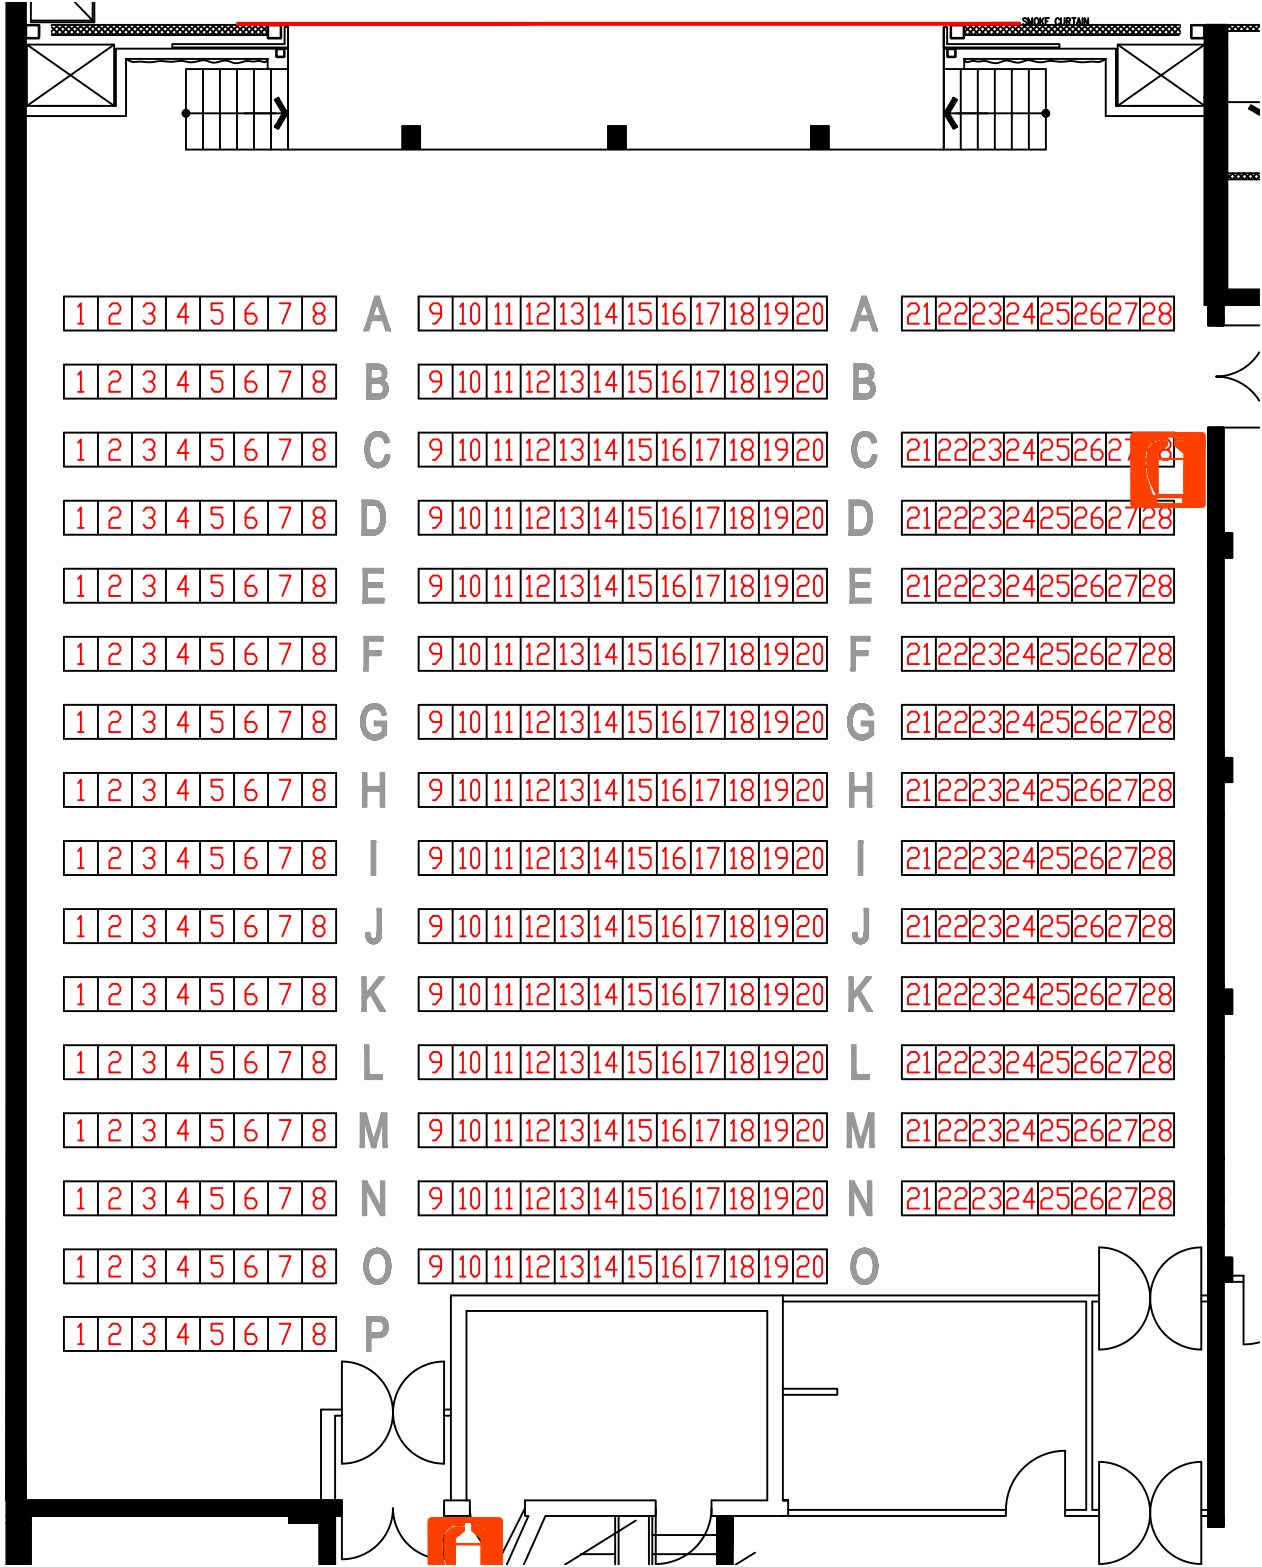 SMOKE CURTAIN
1 2 3 4 5 6 7 8 A 9 10 11 12 13 14 15 16 17 18 19 20 A 21 22 23 24 25 26 27 28
1 2 3 4 5 6 7 8 B 9 10 11 12 13 14 15 16 17 18 19 20 B
1 2 3 4 5 6 7 8 C 9 10 11 12 13 14 15 16 17 18 19 20 C 21 22 23 24 25 26 27 28
1 2 3 4 5 6 7 8 D 9 10 11 12 13 14 15 16 17 18 19 20 D 21 22 23 24 25 26 27 28
1 2 3 4 5 6 7 8 E 9 10 11 12 13 14 15 16 17 18 19 20 E 21 22 23 24 25 26 27 28
1 2 3 4 5 6 7 8 F 9 10 11 12 13 14 15 16 17 18 19 20 F 21 22 23 24 25 26 27 28
1 2 3 4 5 6 7 8 G 9 10 11 12 13 14 15 16 17 18 19 20 G 21 22 23 24 25 26 27 28
1 2 3 4 5 6 7 8 H 9 10 11 12 13 14 15 16 17 18 19 20 H 21 22 23 24 25 26 27 28
1 2 3 4 5 6 7 8 I 9 10 11 12 13 14 15 16 17 18 19 20 I 21 22 23 24 25 26 27 28
1 2 3 4 5 6 7 8 J 9 10 11 12 13 14 15 16 17 18 19 20 J 21 22 23 24 25 26 27 28
1 2 3 4 5 6 7 8 K 9 10 11 12 13 14 15 16 17 18 19 20 K 21 22 23 24 25 26 27 28
1 2 3 4 5 6 7 8 L 9 10 11 12 13 14 15 16 17 18 19 20 L 21 22 23 24 25 26 27 28
1 2 3 4 5 6 7 8 M 9 10 11 12 13 14 15 16 17 18 19 20 M 21 22 23 24 25 26 27 28
1 2 3 4 5 6 7 8 N 9 10 11 12 13 14 15 16 17 18 19 20 N 21 22 23 24 25 26 27 28
1 2 3 4 5 6 7 8 O 9 10 11 12 13 14 15 16 17 18 19 20 O
1 2 3 4 5 6 7 8 P